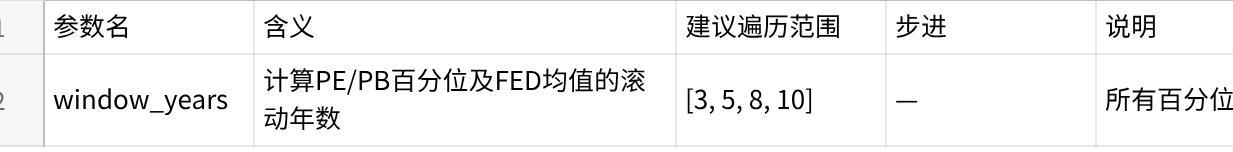 参数名 含义 建议遍历范围 步进 说明
window_years 计算PE/PB百分位及FED均值的滚动年数 [3, 5, 8, 10] — 所有百分位